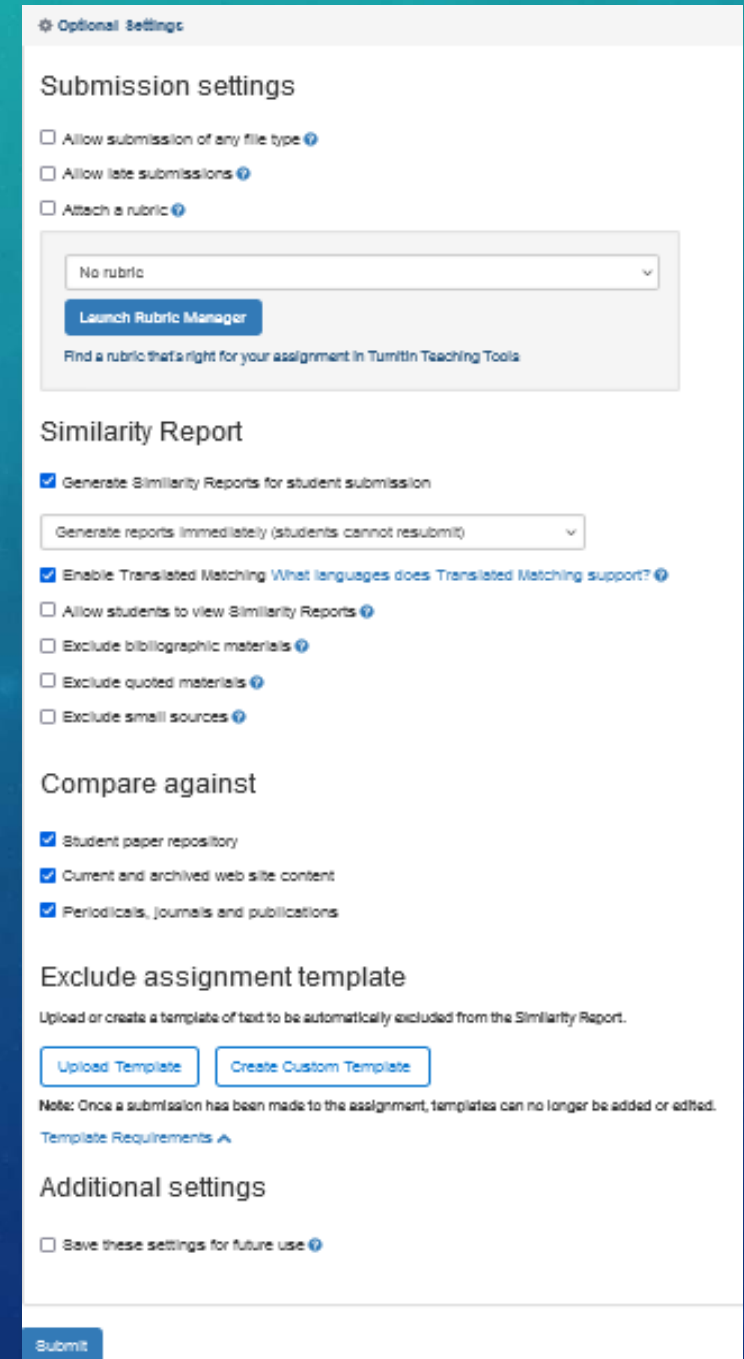 Optional Settings
Submission settings
Allow submission of any file type
Allow late submissions
Attach a rubric
No rubric
Launch Rubric Manager
Find a rubric that's right for your assignment in Turnitin Teaching Tools
Similarity Report
Generate Similarity Reports for student submission
Generate reports immediately (students cannot resubmit)
Enable Translated Matching What languages does Translated Matching support?
Allow students to view Similarity Reports
Exclude bibliographic materials
Exclude quoted materials
Exclude small sources
Compare against
Student paper repository
Current and archived web site content
Periodicals, journals and publications
Exclude assignment template
Upload or create a template of text to be automatically excluded from the Similarity Report.
Upload Template Create Custom Template
Note: Once a submission has been made to the assignment, templates can no longer be added or edited.
Template Requirements
Additional settings
Save these settings for future use
Submit